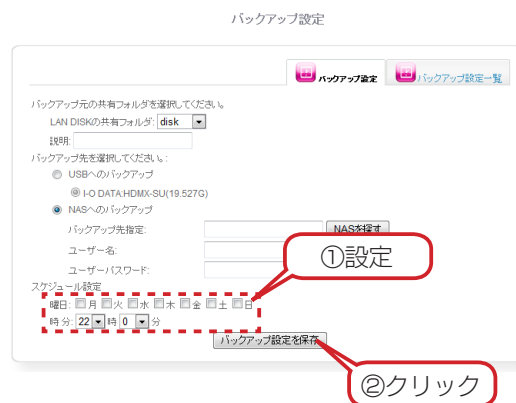 バックアップ設定
バックアップ設定 バックアップ設定一覧
バックアップ元の共有フォルダを選択してください。
LAN DISKの共有フォルダ: disk
説明:
バックアップ先を選択してください。:
USBへのバックアップ
I-O DATA:HDMX-SU(19.527G)
NASへのバックアップ
バックアップ先指定: NASを探す
ユーザー名:
ユーザーパスワード:
①設定
スケジュール設定
曜日: 月 火 水 木 金 土 日
時分: 22 時 0 分
バックアップ設定を保存
②クリック